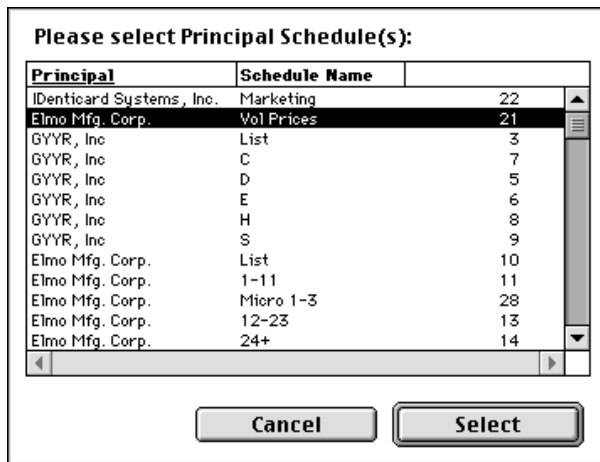 Please select Principal Schedule(s):
Principal Schedule Name
IDenticard Systems, Inc. Marketing 22
Elmo Mfg. Corp. Vol Prices 21
GYYR, Inc List 3
GYYR, Inc C 7
GYYR, Inc D 5
GYYR, Inc E 6
GYYR, Inc H 8
GYYR, Inc S 9
Elmo Mfg. Corp. List 10
Elmo Mfg. Corp. 1-11 11
Elmo Mfg. Corp. Micro 1-3 28
Elmo Mfg. Corp. 12-23 13
Elmo Mfg. Corp. 24+ 14
Cancel Select